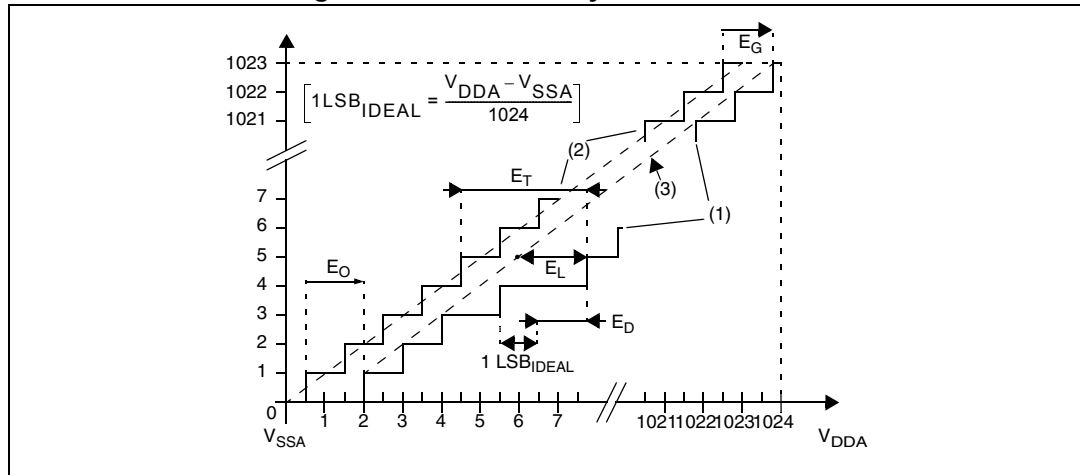 E_G
1023
1022
1021
[1LSB_IDEAL = V_DDA – V_SSA / 1024]
(2)
(3)
(1)
E_T
7
6
5
4
3
2
1
0
E_O
E_L
E_D
1 LSB_IDEAL
1 2 3 4 5 6 7 1021 1022 1023 1024
V_SSA
V_DDA